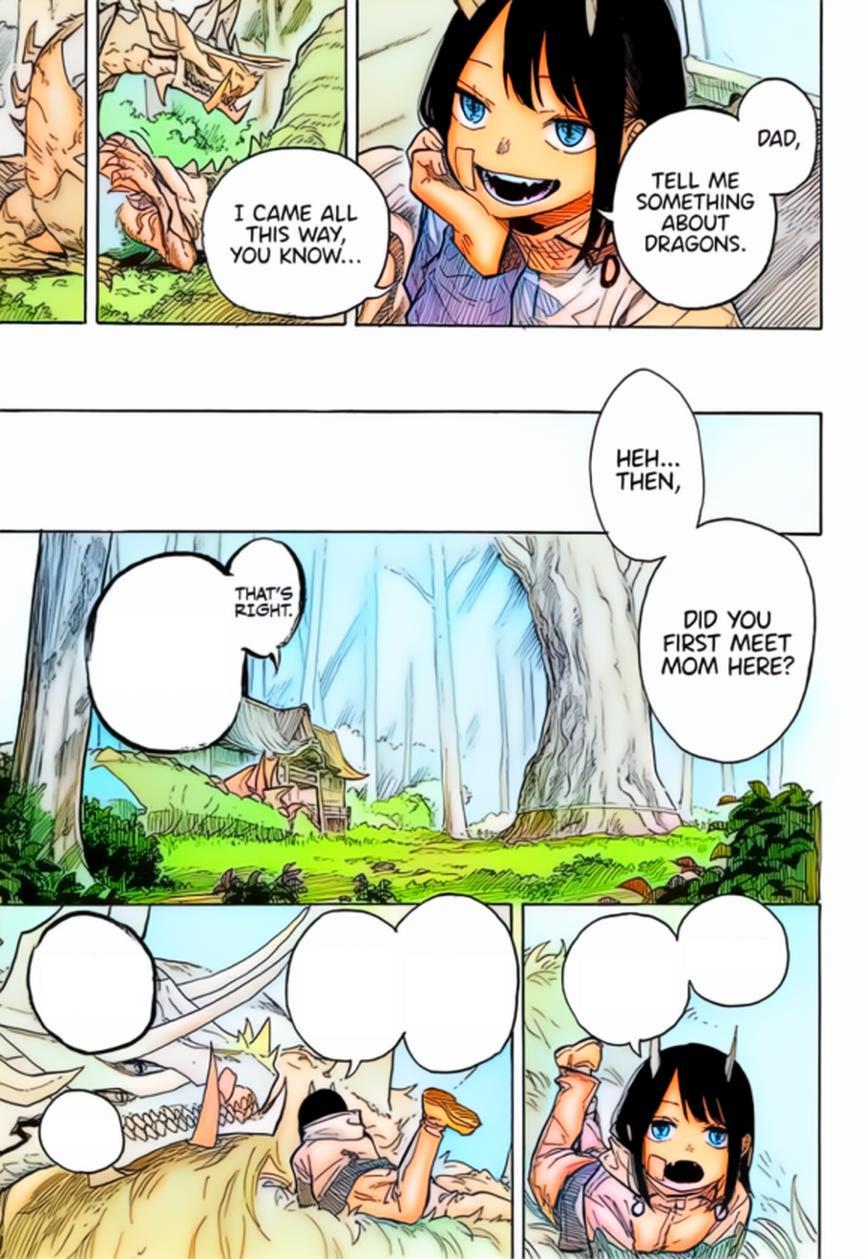 DAD,
TELL ME
SOMETHING
ABOUT
DRAGONS.
I CAME ALL
THIS WAY,
YOU KNOW...
HEH...
THEN,
DID YOU
FIRST MEET
MOM HERE?
THAT'S
RIGHT.